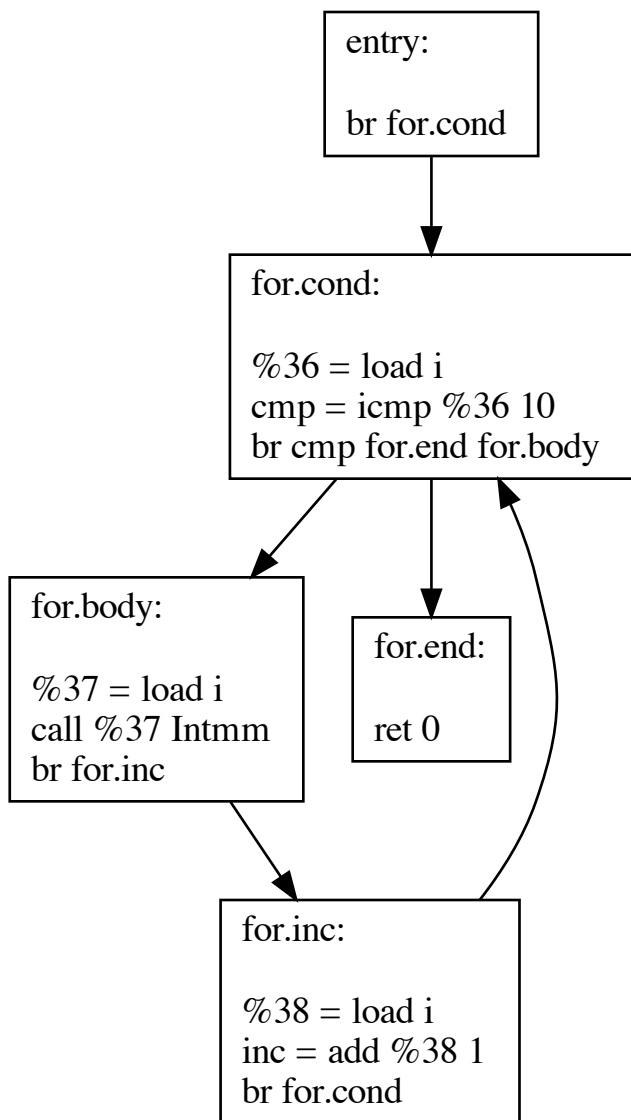 entry:
br for.cond
for.cond:
%36 = load i
cmp = icmp %36 10
br cmp for.end for.body
for.body:
%37 = load i
call %37 Intmm
br for.inc
for.end:
ret 0
for.inc:
%38 = load i
inc = add %38 1
br for.cond